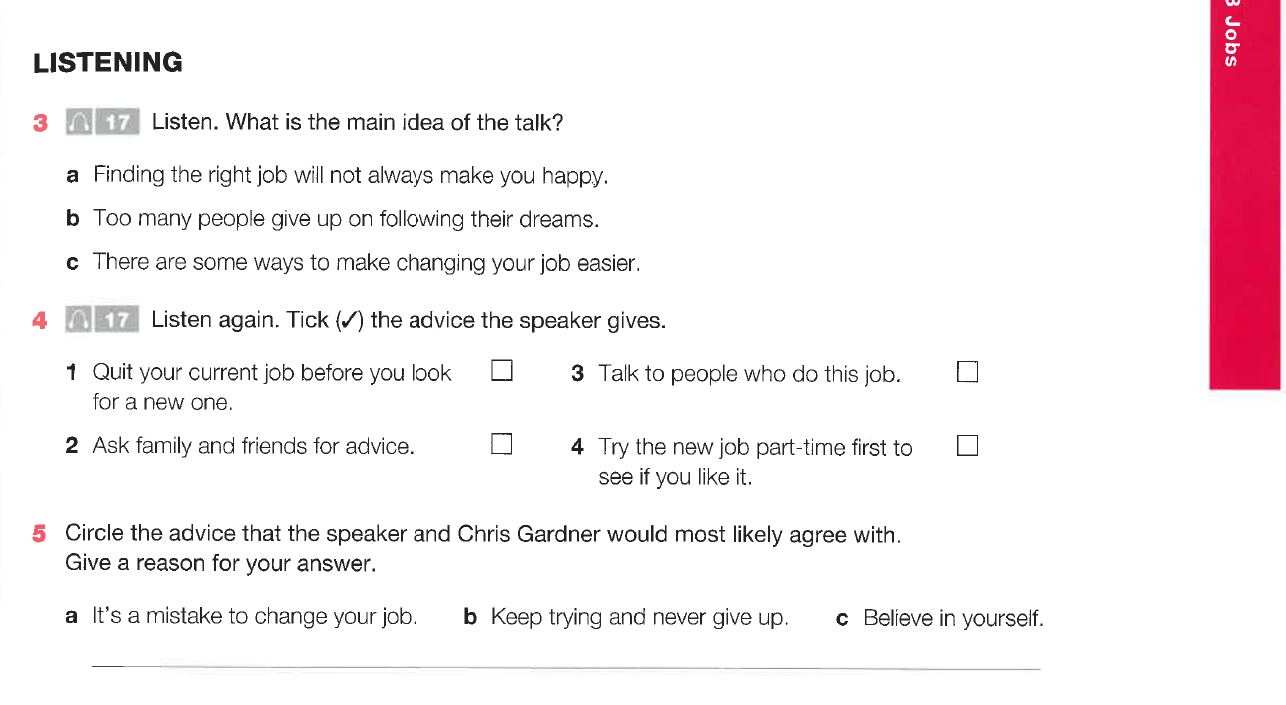 3 Jobs
LISTENING
3 17 Listen. What is the main idea of the talk?
a Finding the right job will not always make you happy.
b Too many people give up on following their dreams.
c There are some ways to make changing your job easier.
4 17 Listen again. Tick (✓) the advice the speaker gives.
1 Quit your current job before you look
for a new one.
2 Ask family and friends for advice.
3 Talk to people who do this job.
4 Try the new job part-time first to
see if you like it.
5 Circle the advice that the speaker and Chris Gardner would most likely agree with.
Give a reason for your answer.
a It's a mistake to change your job. b Keep trying and never give up. c Believe in yourself.